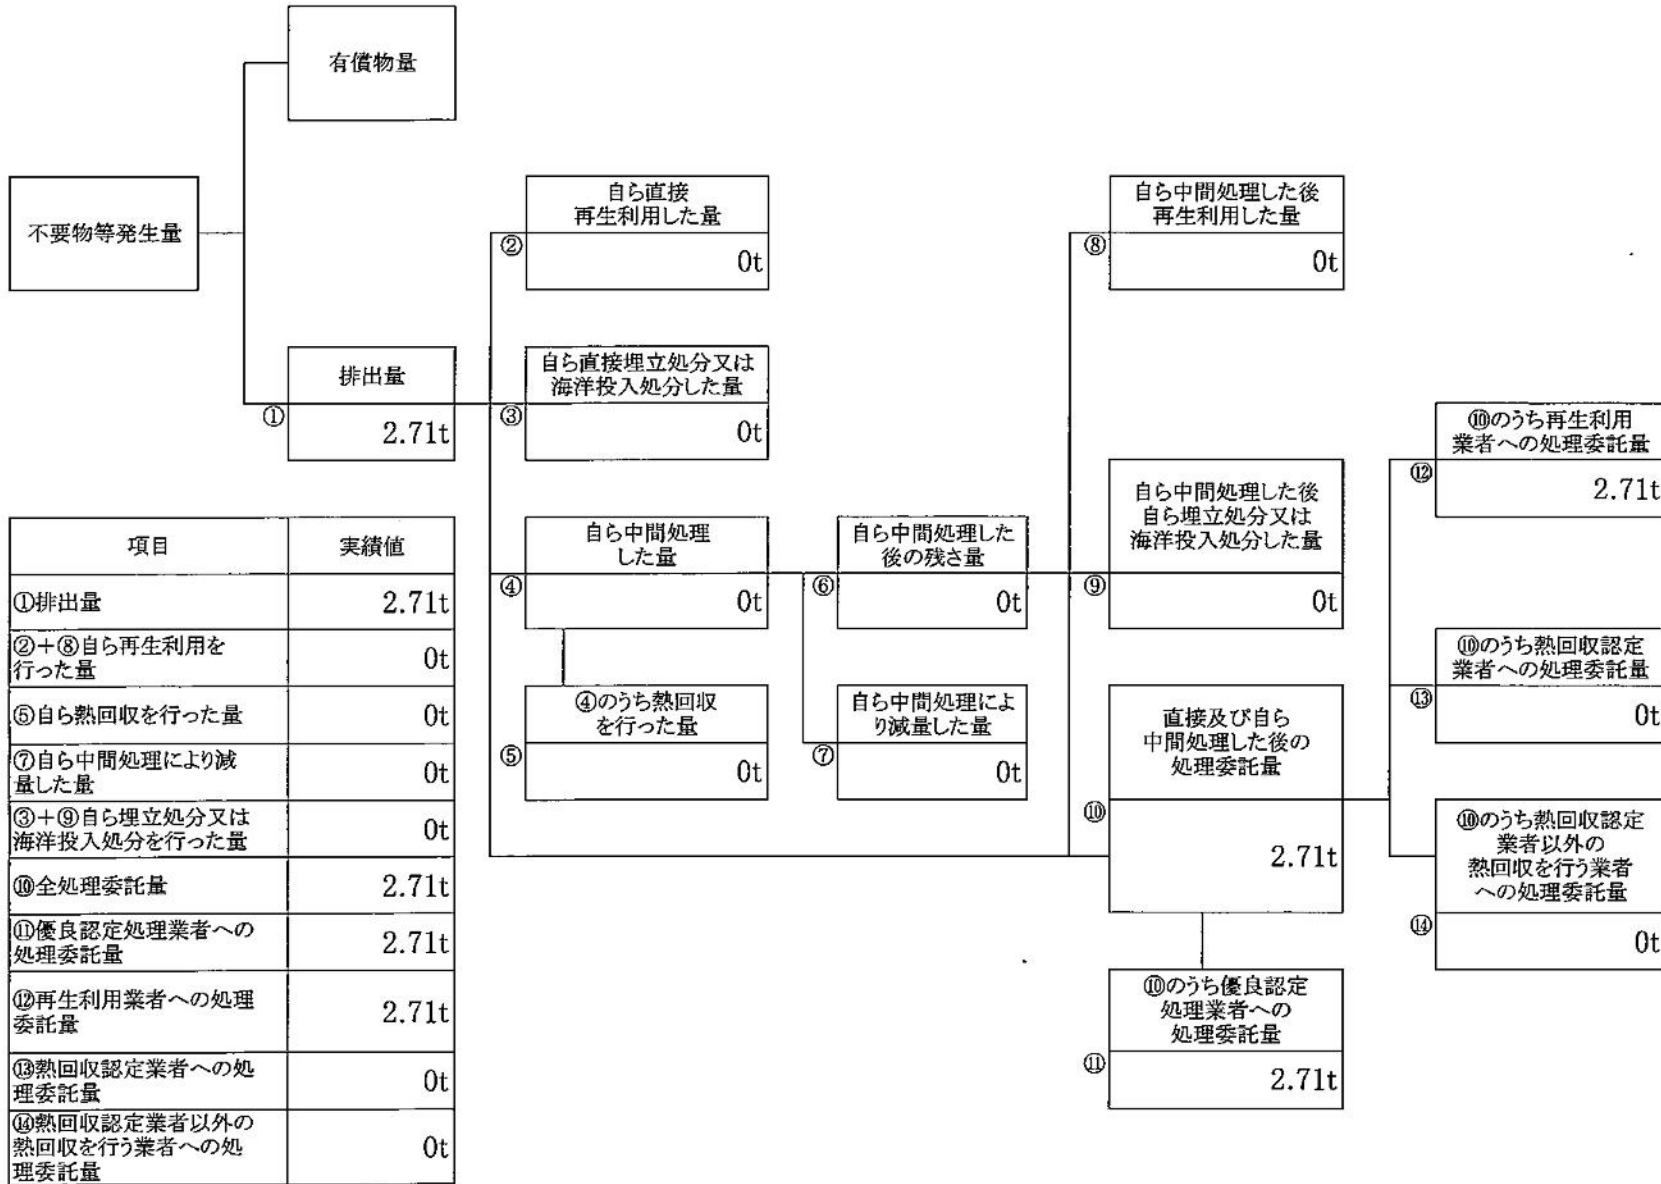 有償物量
不要物等発生量
排出量
①
2.71t
自ら直接
再生利用した量
②
0t
自ら直接埋立処分又は
海洋投入処分した量
③
0t
自ら中間処理
した量
④
0t
④のうち熱回収
を行った量
⑤
0t
自ら中間処理した
後の残さ量
⑥
0t
自ら中間処理によ
り減量した量
⑦
0t
自ら中間処理した後
再生利用した量
⑧
0t
自ら中間処理した後
自ら埋立処分又は
海洋投入処分した量
⑨
0t
直接及び自ら
中間処理した後の
処理委託量
⑩
2.71t
⑩のうち優良認定
処理業者への
処理委託量
⑪
2.71t
⑩のうち再生利用
業者への処理委託量
⑫
2.71t
⑩のうち熱回収認定
業者への処理委託量
⑬
0t
⑩のうち熱回収認定
業者以外の
熱回収を行う業者
への処理委託量
⑭
0t
項目 実績値
①排出量 2.71t
②+⑧自ら再生利用を
行った量 0t
⑤自ら熱回収を行った量 0t
⑦自ら中間処理により減
量した量 0t
③+⑨自ら埋立処分又は
海洋投入処分を行った量 0t
⑩全処理委託量 2.71t
⑪優良認定処理業者への
処理委託量 2.71t
⑫再生利用業者への処理
委託量 2.71t
⑬熱回収認定業者への処
理委託量 0t
⑭熱回収認定業者以外の
熱回収を行う業者への処
理委託量 0t